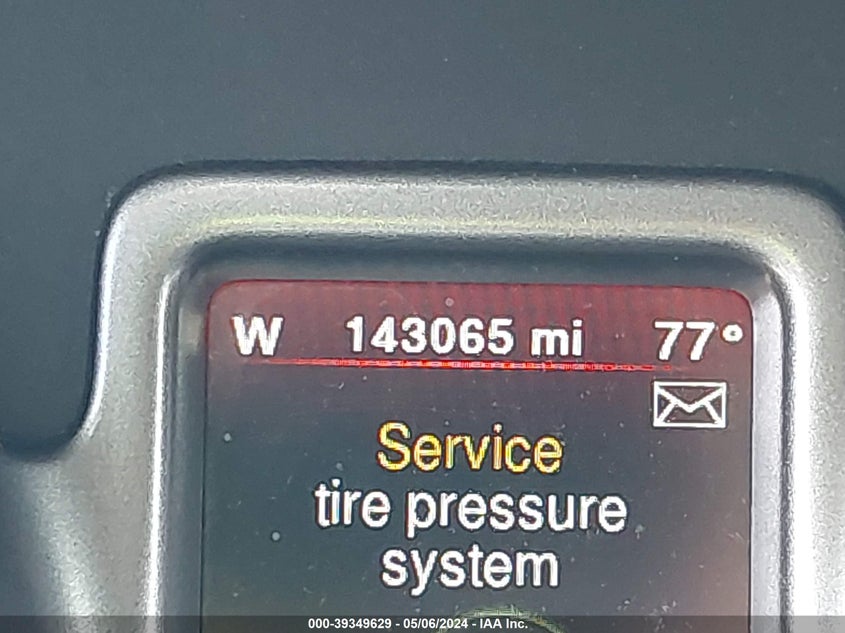 W 143065 mi 77°
Service
tire pressure
system
000-39349629 - 05/06/2024 - IAA Inc.